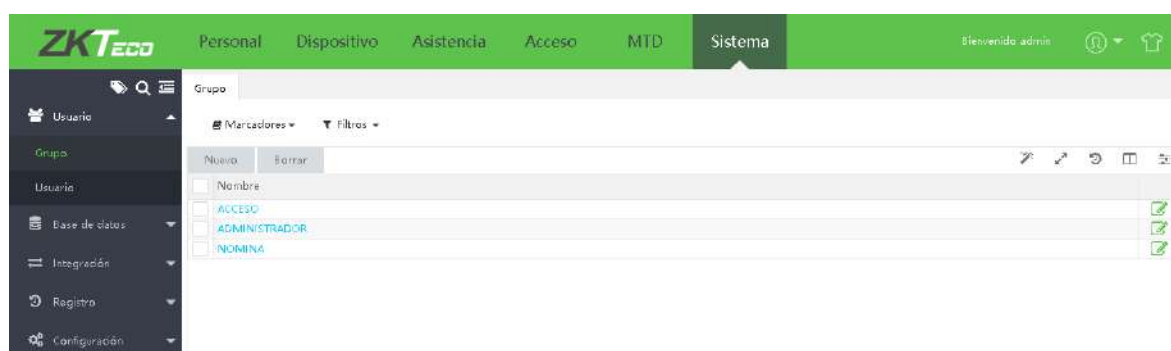 ZKTeco Personal Dispositivo Asistencia Acceso MTD Sistema Bienvenido admin
Grupo
Usuario
Marcadores Filtros
Grupo
Nuevo Borrar
Usuario
Nombre
ACCESO
Base de datos
ADMINISTRADOR
NOMINA
Integración
Registro
Configuración